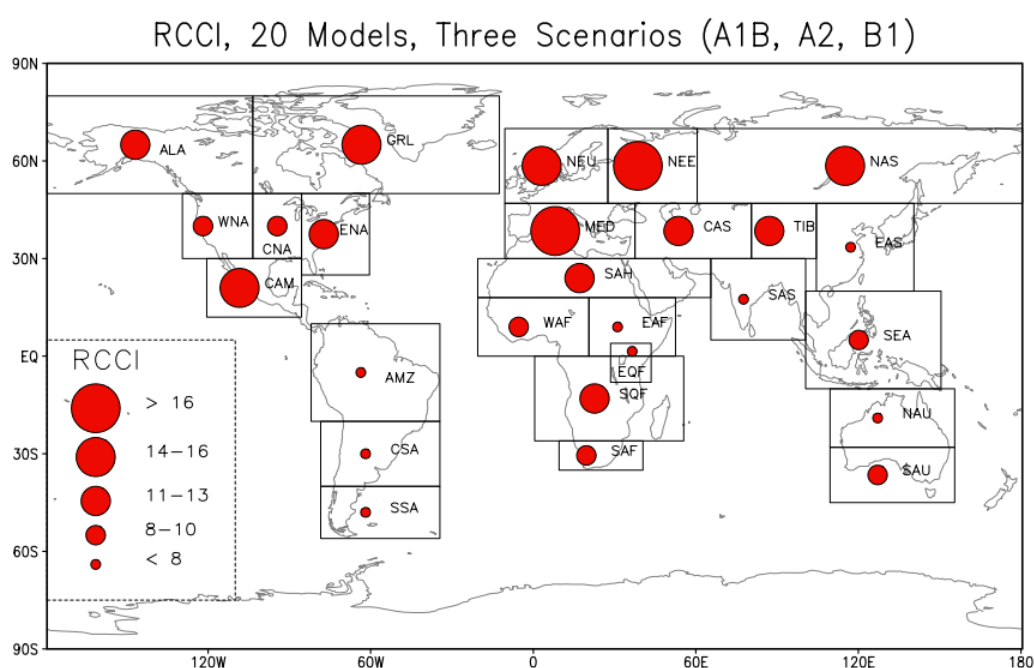 RCCI, 20 Models, Three Scenarios (A1B, A2, B1)
90N
60N
30N
EQ
30S
60S
90S
120W
60W
0
60E
120E
180
ALA
GRL
NEU
NEE
NAS
WNA
CNA
ENA
MED
CAS
TIB
EAS
CAM
SAH
SAS
WAF
EAF
SEA
AMZ
EQF
SQF
NAU
CSA
SAF
SAU
SSA
RCCI
> 16
14-16
11-13
8-10
< 8